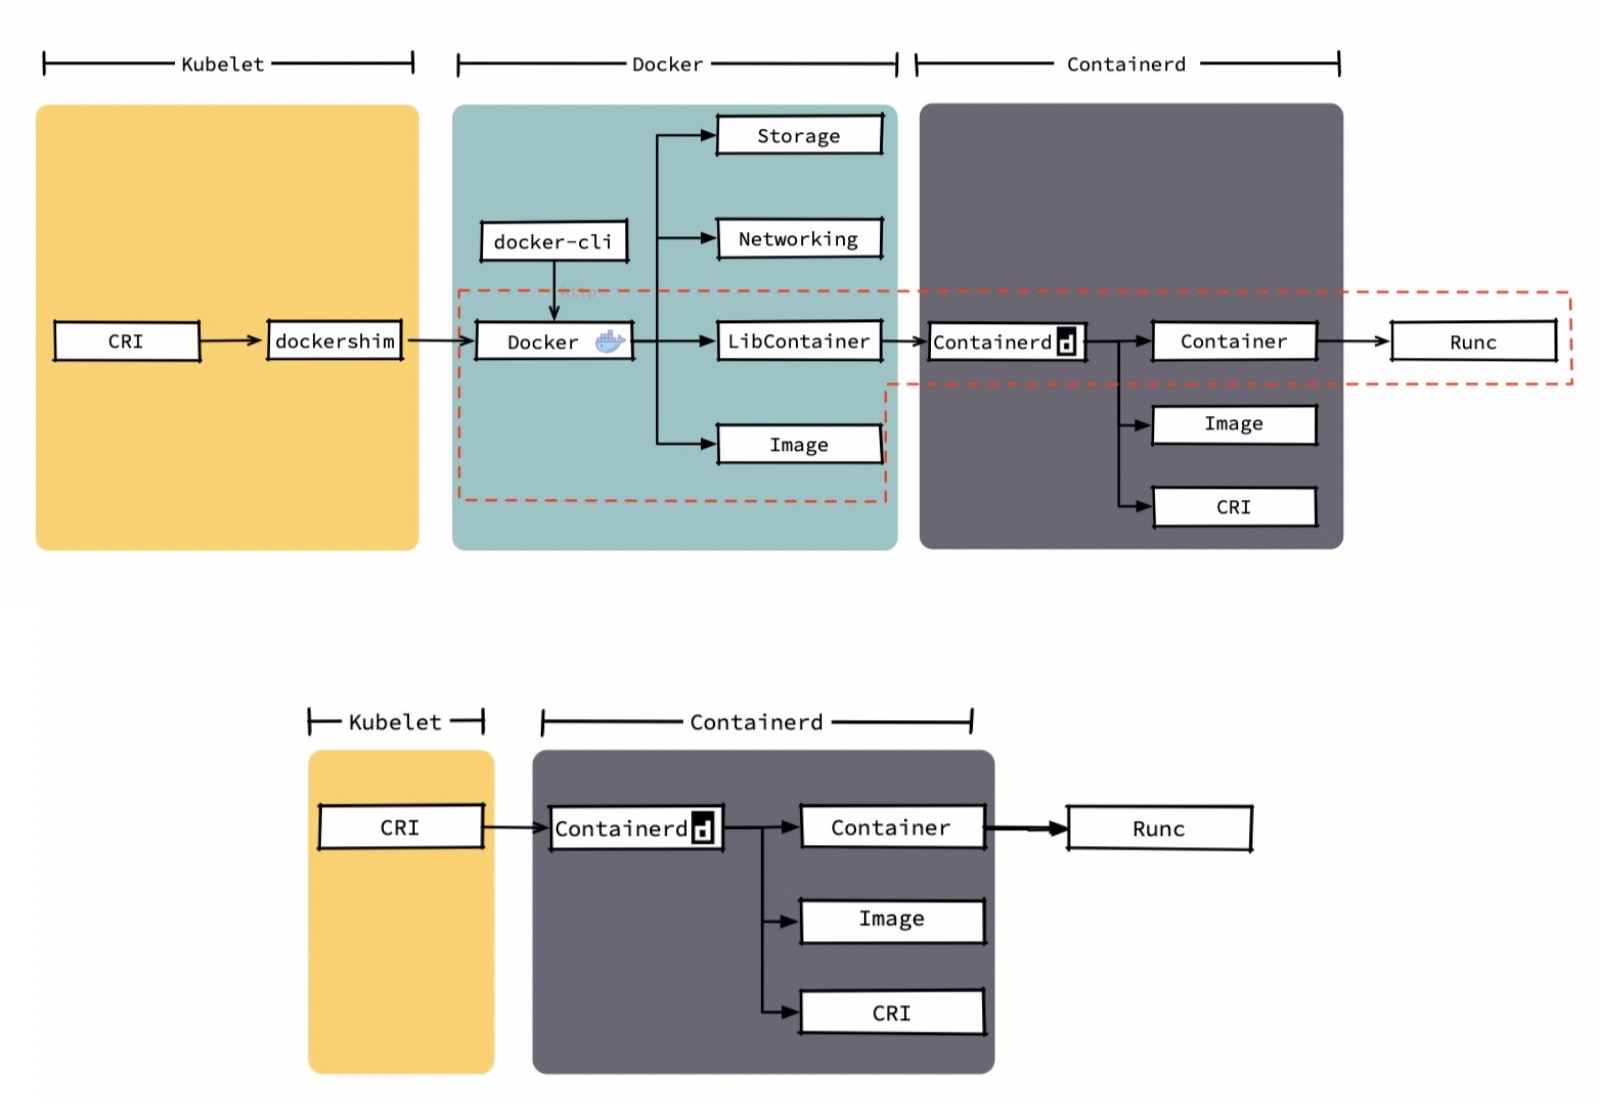 Kubelet
Docker
Containerd
Storage
docker-cli
Networking
http
CRI
dockershim
Docker
LibContainer
Containerd
Container
Runc
Image
Image
CRI
Kubelet
Containerd
CRI
Containerd
Container
Runc
Image
CRI